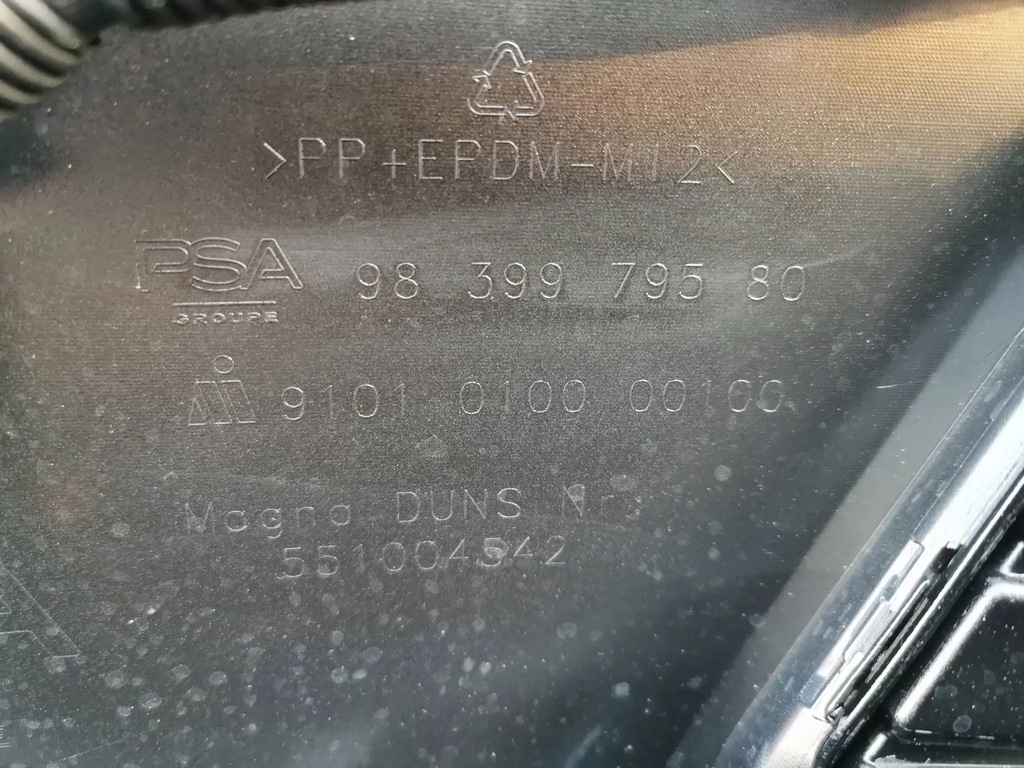 >PP+EPDM-M12<
PSA 98 399 795 80
GROUPE
9101 0100 00100
Magna DUNS Nr:
551004542